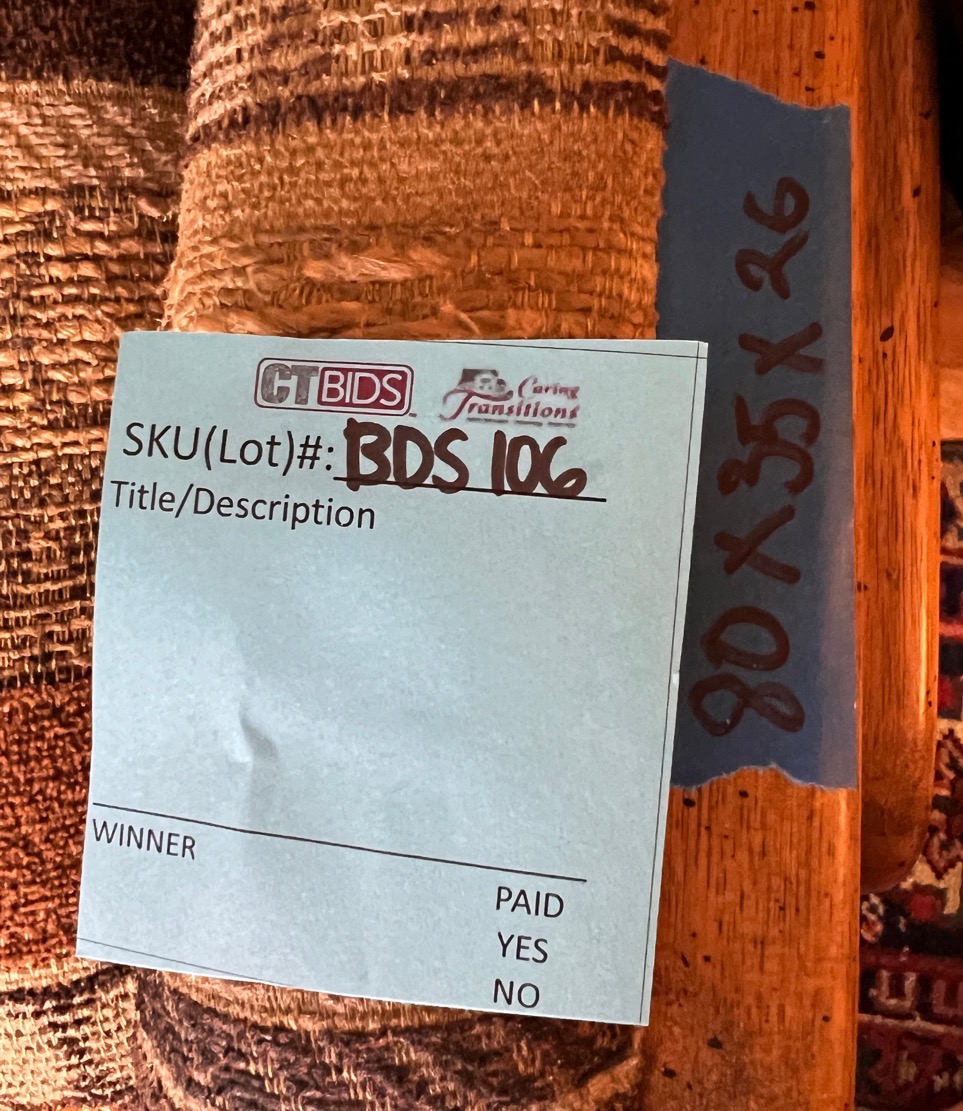 CTBIDS
Caring
Transitions
SKU(Lot)#: BDS 106
Title/Description
WINNER
PAID
YES
NO
80 X 35 X 26